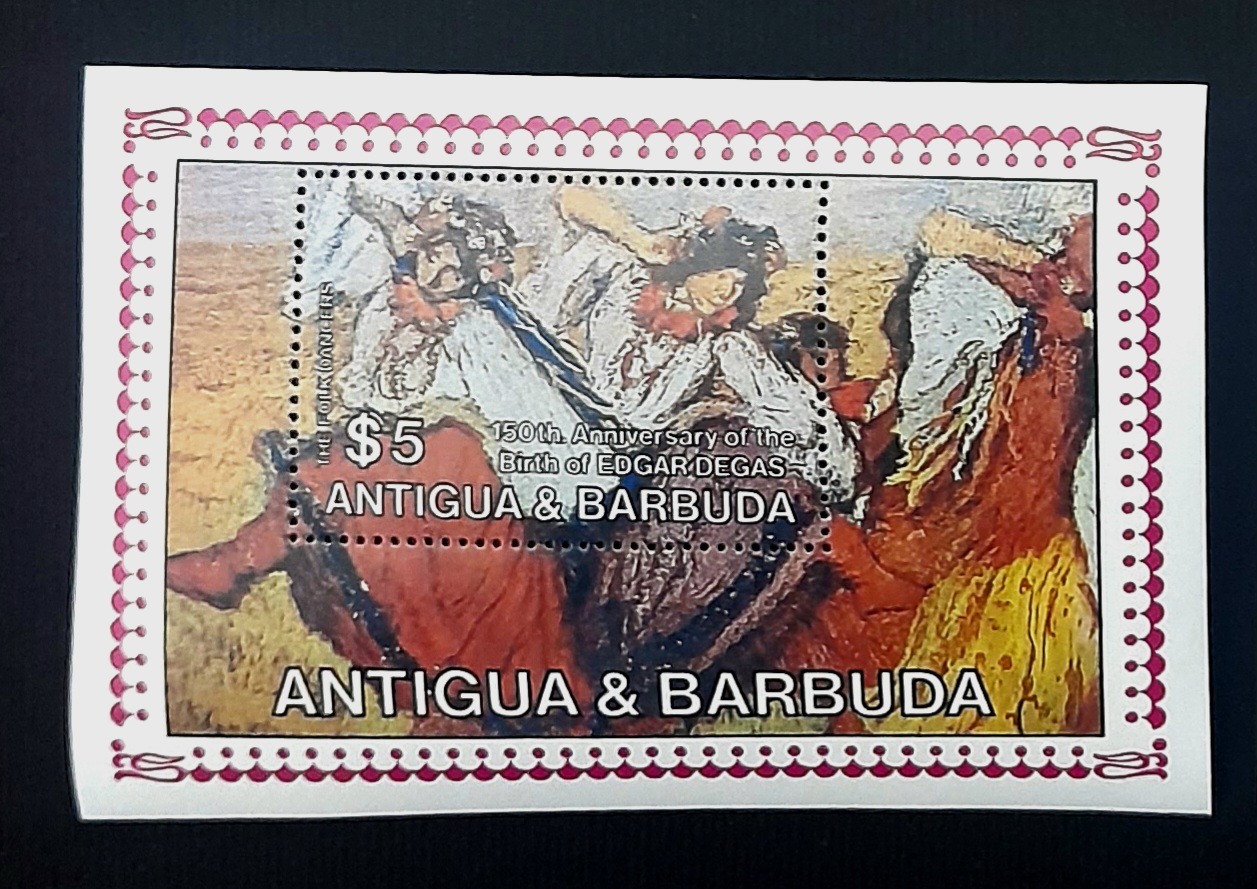 THE FOLK DANCERS
$5
150th Anniversary of the
Birth of EDGAR DEGAS
ANTIGUA & BARBUDA
ANTIGUA & BARBUDA